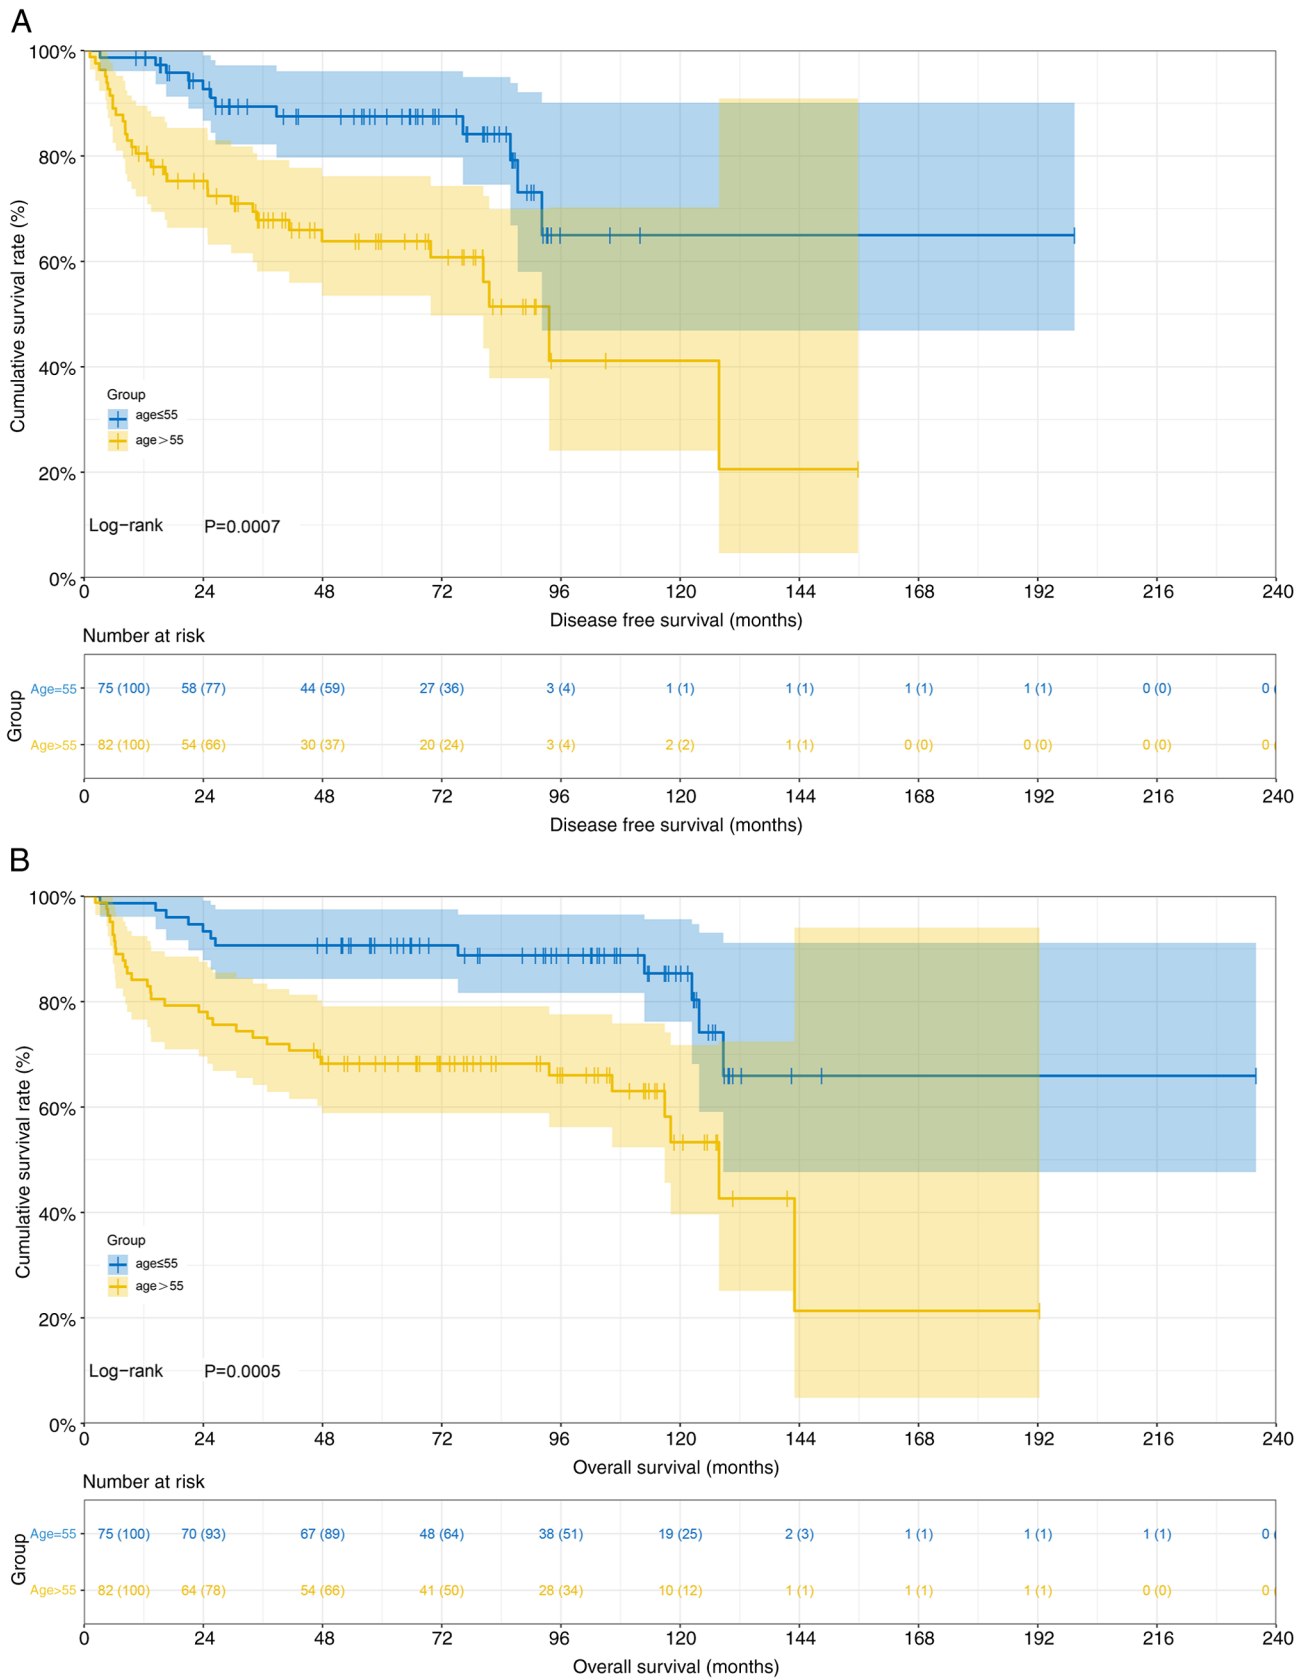 A
Cumulative survival rate (%)
100%
80%
60%
40%
20%
0%
Group
age≤55
age>55
Log-rank P=0.0007
0 24 48 72 96 120 144 168 192 216 240
Disease free survival (months)
Number at risk
Group
Age=55 75 (100) 58 (77) 44 (59) 27 (36) 3 (4) 1 (1) 1 (1) 1 (1) 1 (1) 0 (0) 0 (
Age>55 82 (100) 54 (66) 30 (37) 20 (24) 3 (4) 2 (2) 1 (1) 0 (0) 0 (0) 0 (0) 0 (
0 24 48 72 96 120 144 168 192 216 240
Disease free survival (months)
B
Cumulative survival rate (%)
100%
80%
60%
40%
20%
0%
Group
age≤55
age>55
Log-rank P=0.0005
0 24 48 72 96 120 144 168 192 216 240
Overall survival (months)
Number at risk
Group
Age=55 75 (100) 70 (93) 67 (89) 48 (64) 38 (51) 19 (25) 2 (3) 1 (1) 1 (1) 1 (1) 0 (
Age>55 82 (100) 64 (78) 54 (66) 41 (50) 28 (34) 10 (12) 1 (1) 1 (1) 1 (1) 0 (0) 0 (
0 24 48 72 96 120 144 168 192 216 240
Overall survival (months)